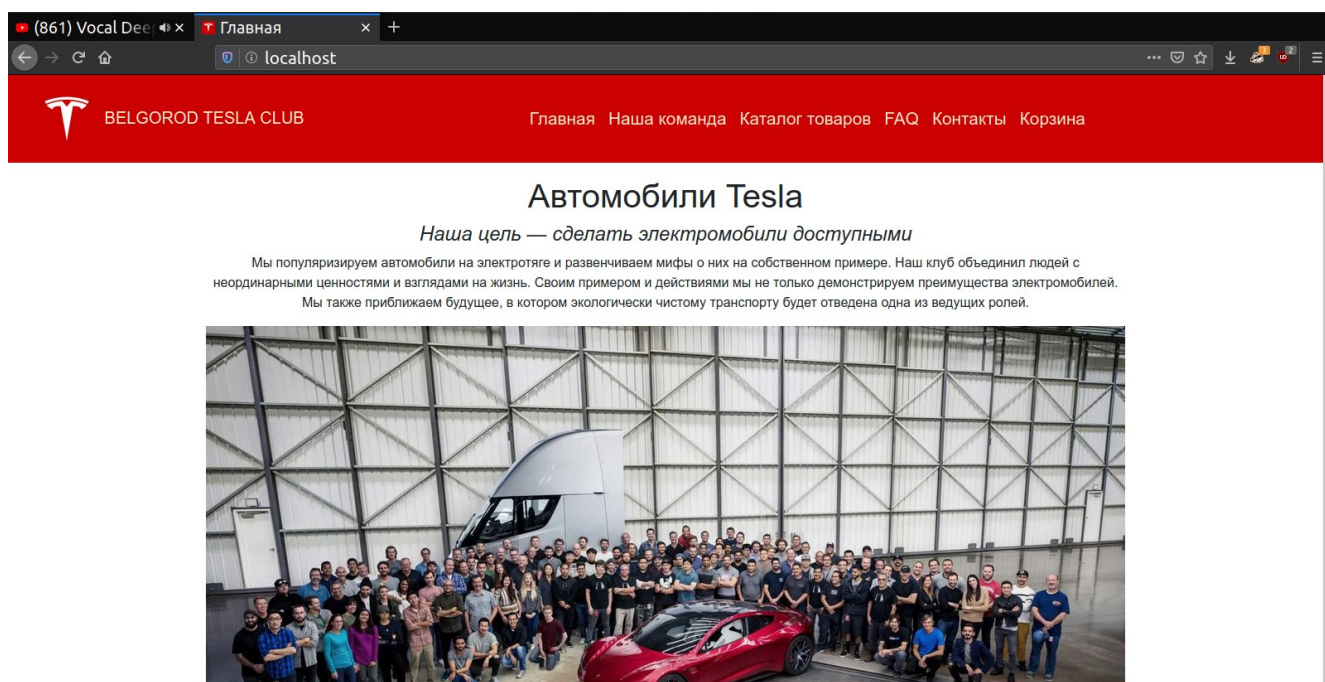 (861) Vocal Dee
Главная
localhost
3
2
BELGOROD TESLA CLUB
Главная Наша команда Каталог товаров FAQ Контакты Корзина
Автомобили Tesla
Наша цель — сделать электромобили доступными
Мы популяризируем автомобили на электротяге и развенчиваем мифы о них на собственном примере. Наш клуб объединил людей с
неординарными ценностями и взглядами на жизнь. Своим примером и действиями мы не только демонстрируем преимущества электромобилей.
Мы также приближаем будущее, в котором экологически чистому транспорту будет отведена одна из ведущих ролей.